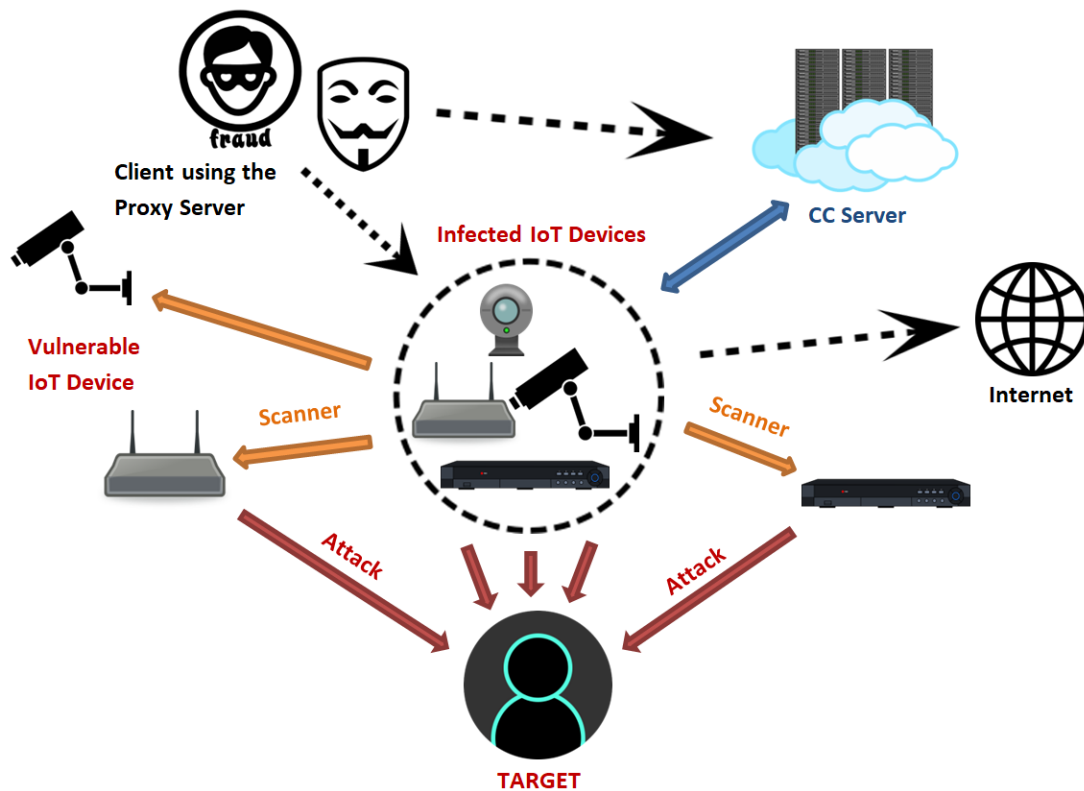 fraud
Client using the
Proxy Server
CC Server
Infected IoT Devices
Vulnerable
IoT Device
Internet
Scanner
Scanner
Attack
Attack
TARGET